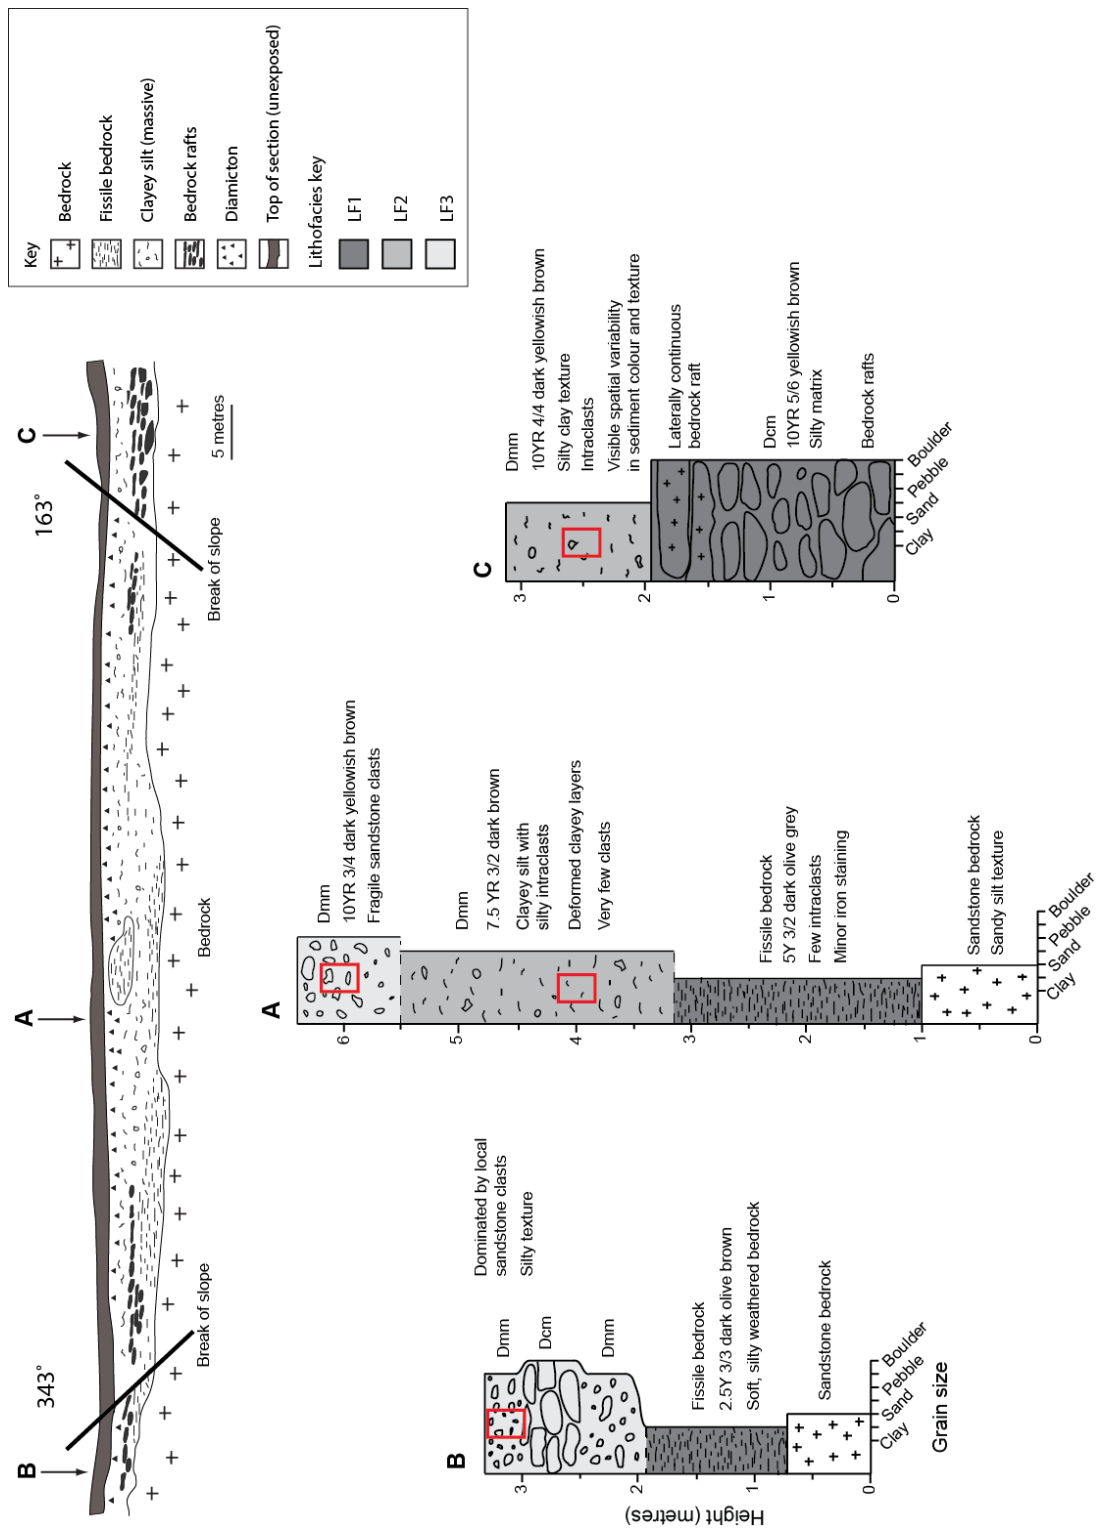 B
A
C
343°
163°
Break of slope
Bedrock
Break of slope
5 metres
Key
Bedrock
Fissile bedrock
Clayey silt (massive)
Bedrock rafts
Diamicton
Top of section (unexposed)
Lithofacies key
LF1
LF2
LF3
B
Height (metres)
3
2
1
0
Dmm
Dcm
Dmm
Dominated by local
sandstone clasts
Silty texture
Fissile bedrock
2.5Y 3/3 dark olive brown
Soft, silty weathered bedrock
Sandstone bedrock
Clay
Sand
Pebble
Boulder
Grain size
A
6
5
4
3
2
1
0
Dmm
10YR 3/4 dark yellowish brown
Fragile sandstone clasts
Dmm
7.5 YR 3/2 dark brown
Clayey silt with
silty intraclasts
Deformed clayey layers
Very few clasts
Fissile bedrock
5Y 3/2 dark olive grey
Few intraclasts
Minor iron staining
Sandstone bedrock
Sandy silt texture
Clay
Sand
Pebble
Boulder
C
3
2
1
0
Dmm
10YR 4/4 dark yellowish brown
Silty clay texture
Intraclasts
Visible spatial variability
in sediment colour and texture
Laterally continuous
bedrock raft
Dcm
10YR 5/6 yellowish brown
Silty matrix
Bedrock rafts
Clay
Sand
Pebble
Boulder